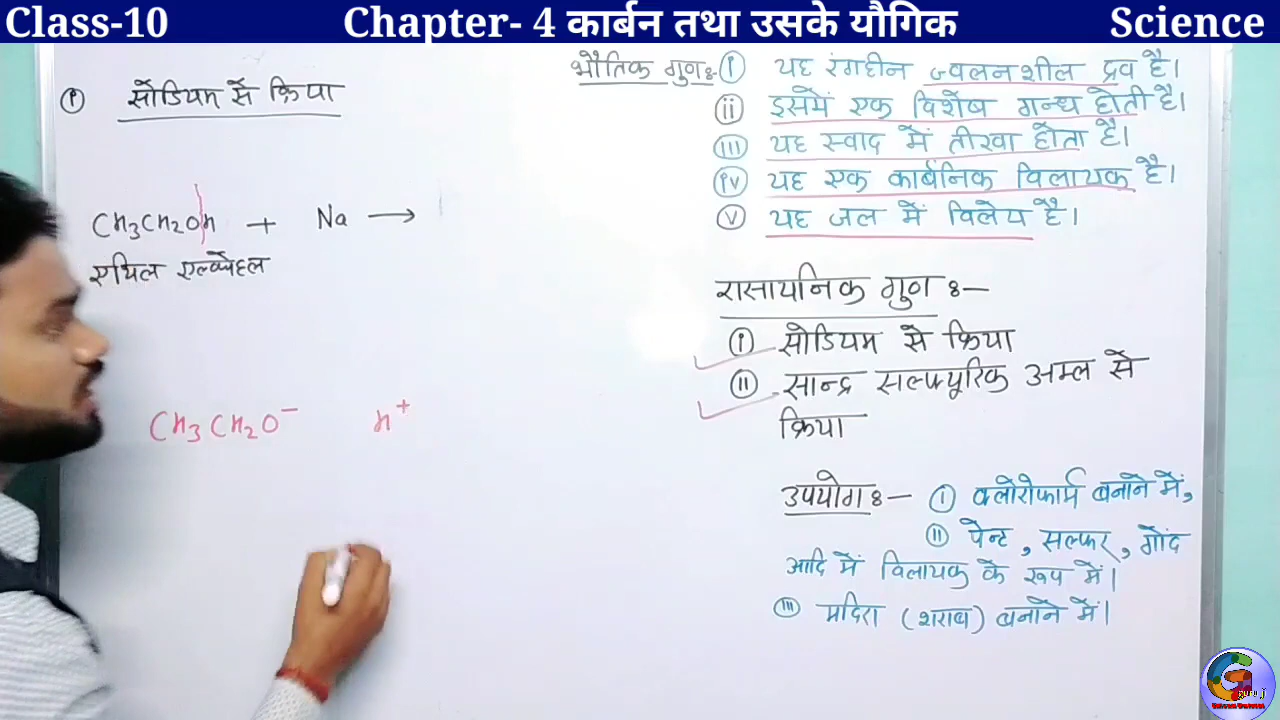 Class-10 Chapter- 4 कार्बन तथा उसके यौगिक Science
(i) सोडियम से क्रिया
CH3CH2OH + Na →
एथिल एल्कोहल
CH3CH2O⁻ H⁺
भौतिक गुण:- (i) यह रंगहीन ज्वलनशील द्रव है।
(ii) इसमें एक विशेष गन्ध होती है।
(iii) यह स्वाद में तीखा होता है।
(iv) यह एक कार्बनिक विलायक है।
(v) यह जल में विलेय है।
रासायनिक गुण :-
(i) सोडियम से क्रिया
(ii) सान्द्र सल्फ्यूरिक अम्ल से
क्रिया
उपयोग :- (i) क्लोरोफार्म बनाने में,
(ii) पेन्ट, सल्फर, गोंद
आदि में विलायक के रूप में।
(iii) मदिरा (शराब) बनाने में।
G GURU JI